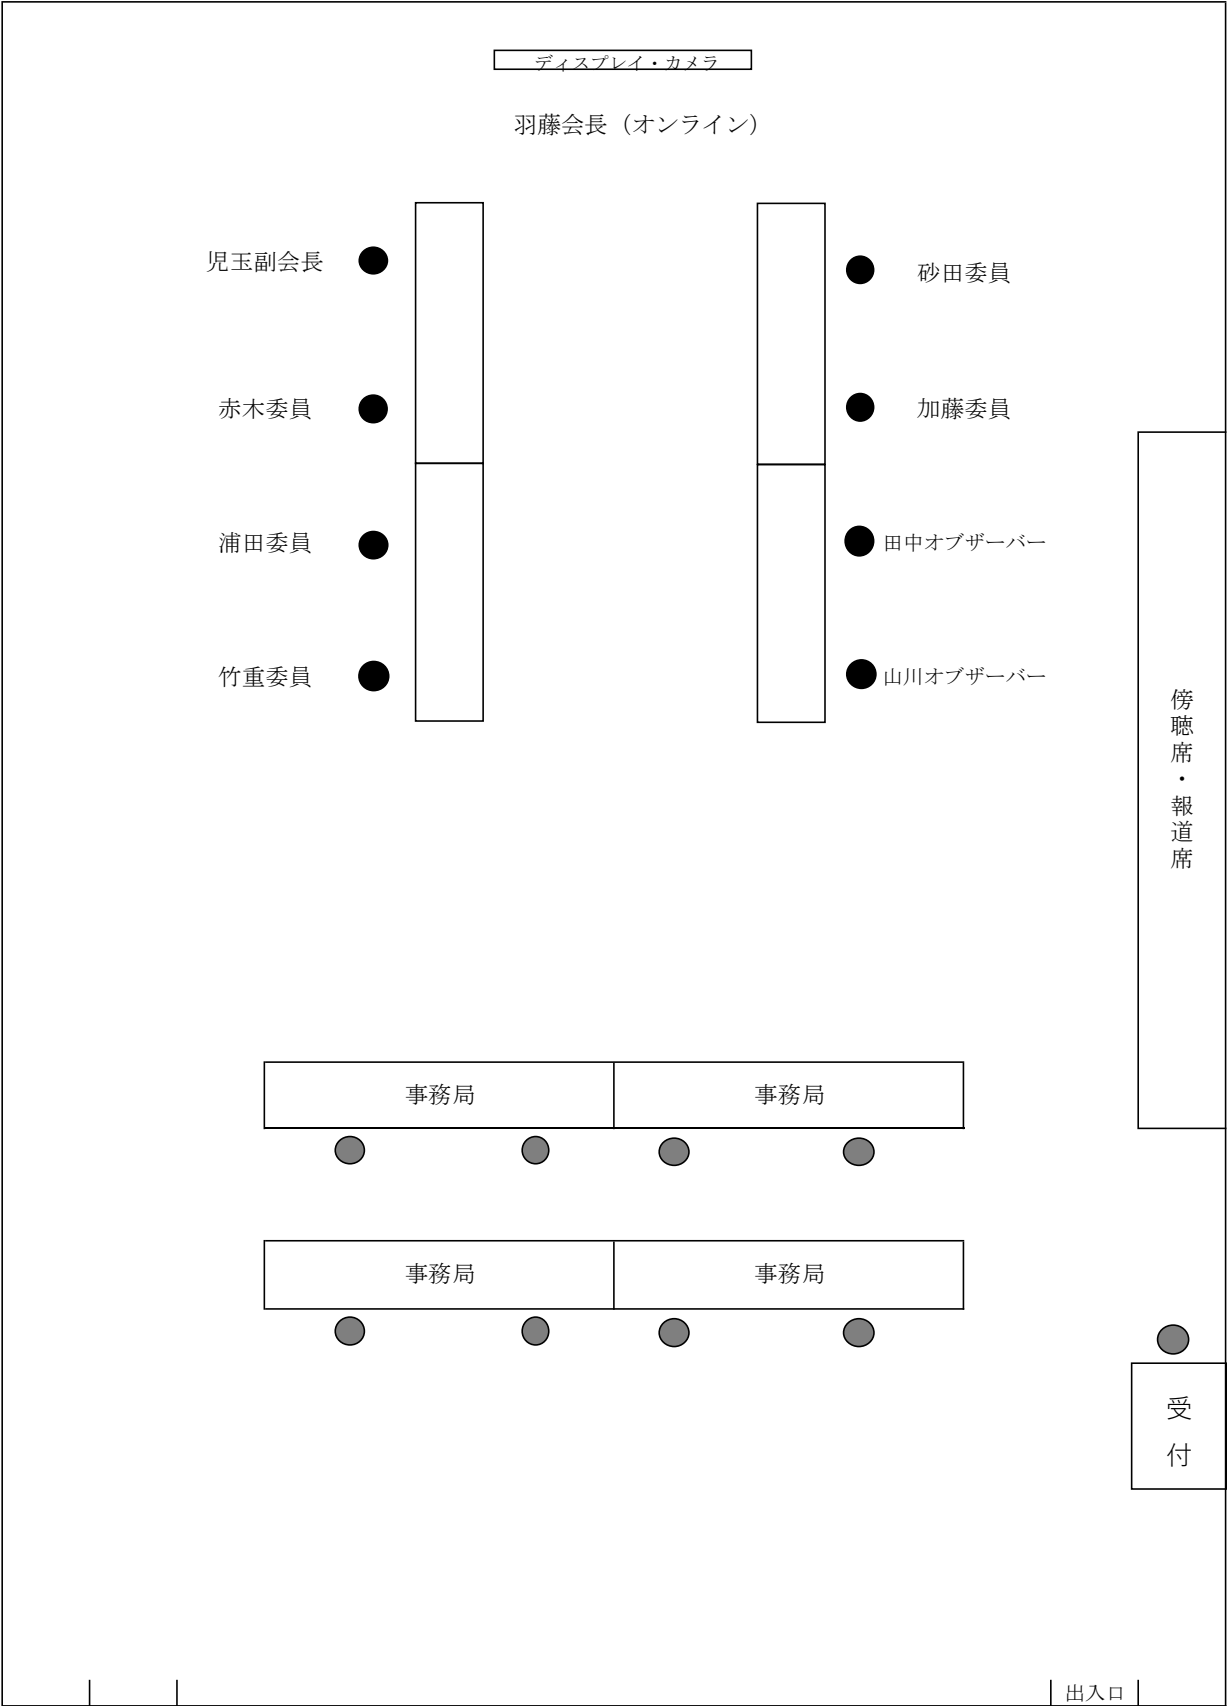 ディスプレイ・カメラ
羽藤会長（オンライン）
児玉副会長
砂田委員
赤木委員
加藤委員
浦田委員
田中オブザーバー
竹重委員
山川オブザーバー
傍聴席・報道席
事務局
事務局
事務局
事務局
受付
出入口